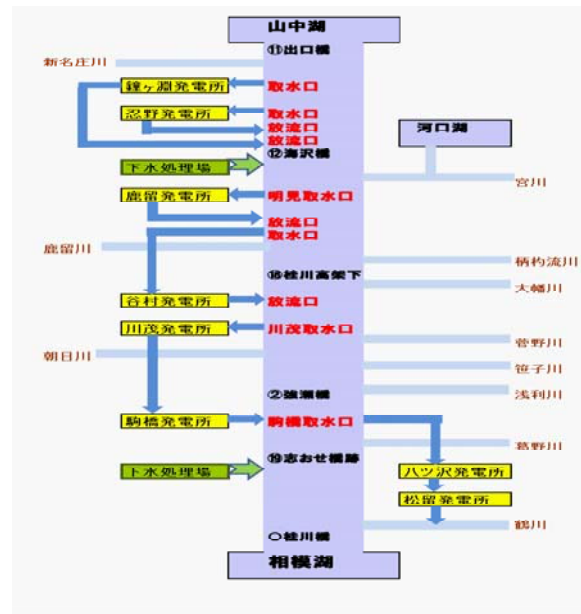 山中湖
⑪出口橋
新名庄川
鐘ヶ淵発電所
取水口
忍野発電所
取水口
放流口
放流口
河口湖
⑫海沢橋
下水処理場
宮川
鹿留発電所
明見取水口
放流口
取水口
鹿留川
柄杓流川
⑱桂川高架下
大幡川
谷村発電所
放流口
川茂発電所
川茂取水口
菅野川
朝日川
笹子川
②強瀬橋
浅利川
駒橋発電所
駒橋取水口
葛野川
⑲志おせ橋跡
下水処理場
八ツ沢発電所
松留発電所
鶴川
○桂川橋
相模湖